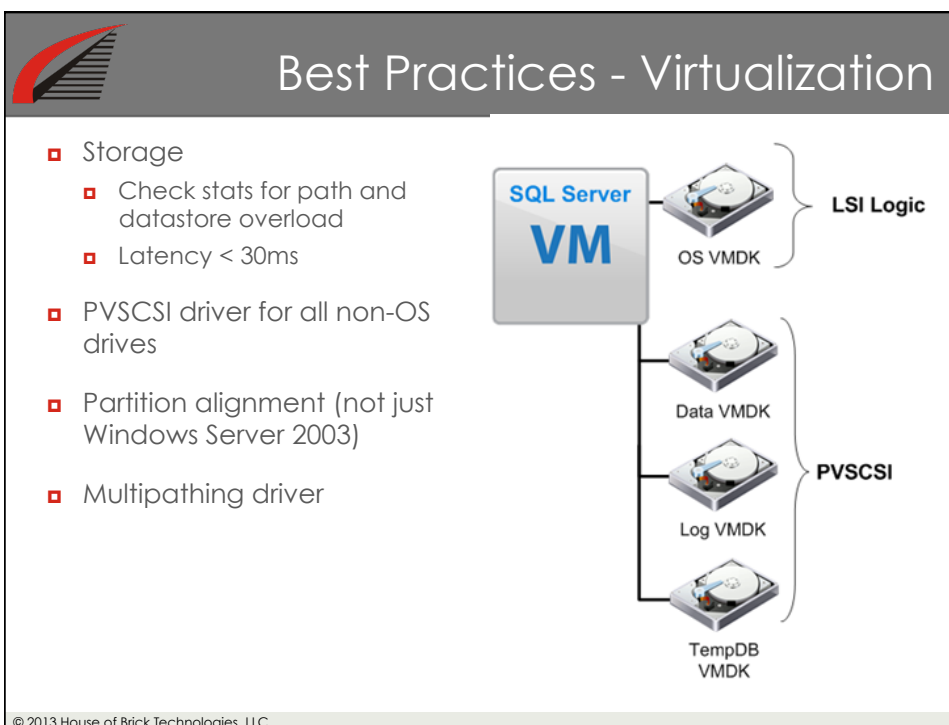 Best Practices - Virtualization
Storage
Check stats for path and
datastore overload
Latency < 30ms
PVSCSI driver for all non-OS
drives
Partition alignment (not just
Windows Server 2003)
Multipathing driver
SQL Server
VM
OS VMDK
LSI Logic
Data VMDK
Log VMDK
TempDB
VMDK
PVSCSI
© 2013 House of Brick Technologies, LLC